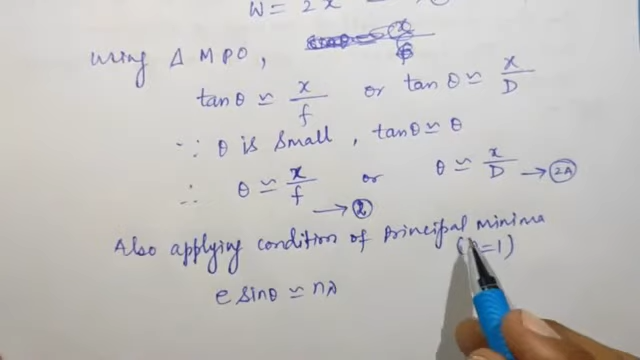 W = 2x
Using Δ MPO,
tanθ ≃ x/f or tanθ ≃ x/D
∵ θ is small, tanθ ≃ θ
∴ θ ≃ x/f or θ ≃ x/D → 2A
→ 2
Also applying condition of principal minima
(=1)
e sinθ ≃ nλ